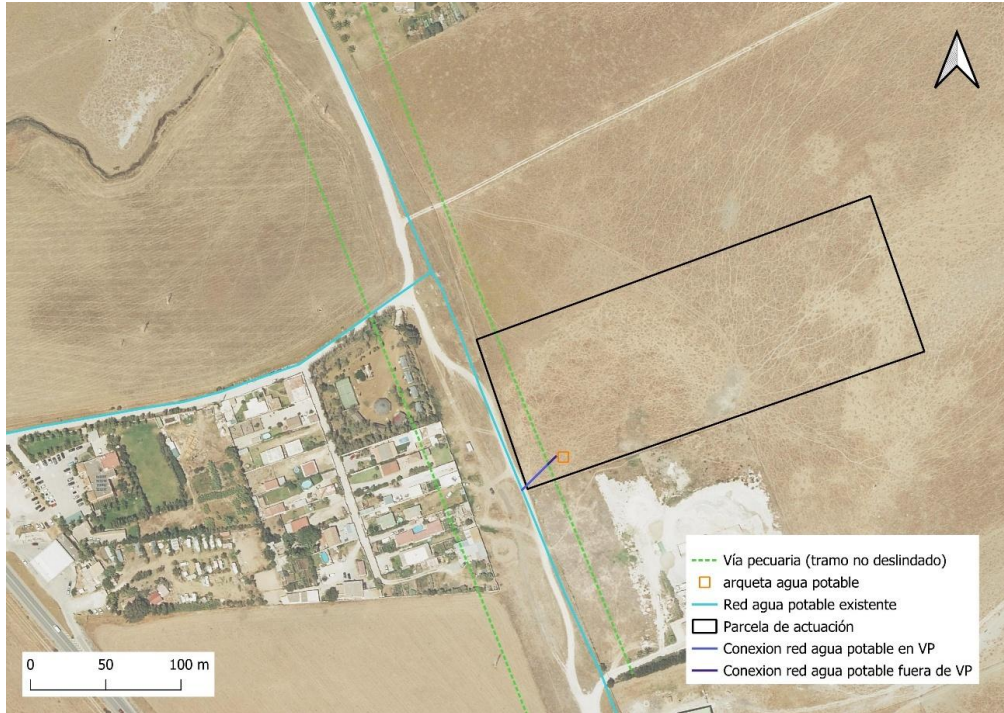 Vía pecuaria (tramo no deslindado)
arqueta agua potable
Red agua potable existente
Parcela de actuación
Conexion red agua potable en VP
Conexion red agua potable fuera de VP
0 50 100 m